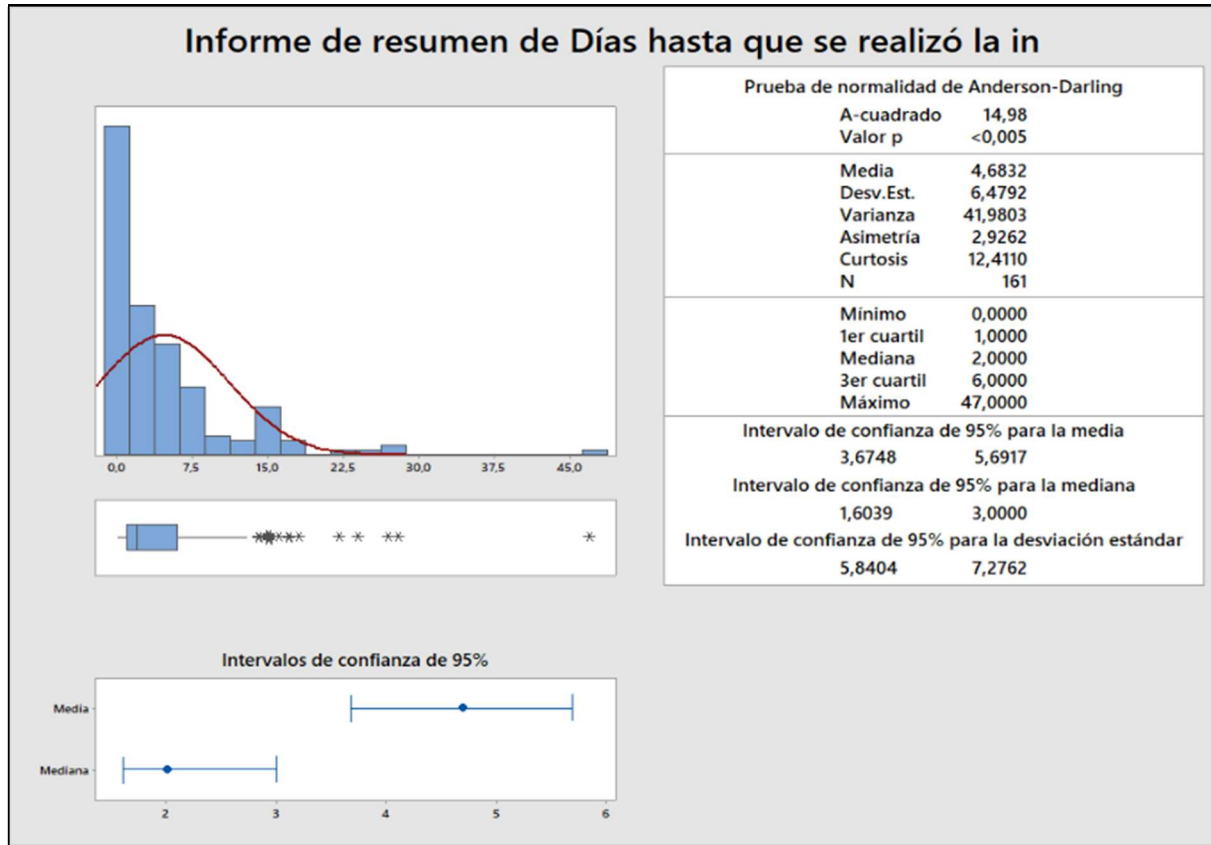 Informe de resumen de Días hasta que se realizó la in
Prueba de normalidad de Anderson-Darling
A-cuadrado 14,98
Valor p <0,005
Media 4,6832
Desv.Est. 6,4792
Varianza 41,9803
Asimetría 2,9262
Curtosis 12,4110
N 161
Mínimo 0,0000
1er cuartil 1,0000
Mediana 2,0000
3er cuartil 6,0000
Máximo 47,0000
Intervalo de confianza de 95% para la media
3,6748 5,6917
Intervalo de confianza de 95% para la mediana
1,6039 3,0000
Intervalo de confianza de 95% para la desviación estándar
5,8404 7,2762
0,0 7,5 15,0 22,5 30,0 37,5 45,0
Intervalos de confianza de 95%
Media
Mediana
2 3 4 5 6